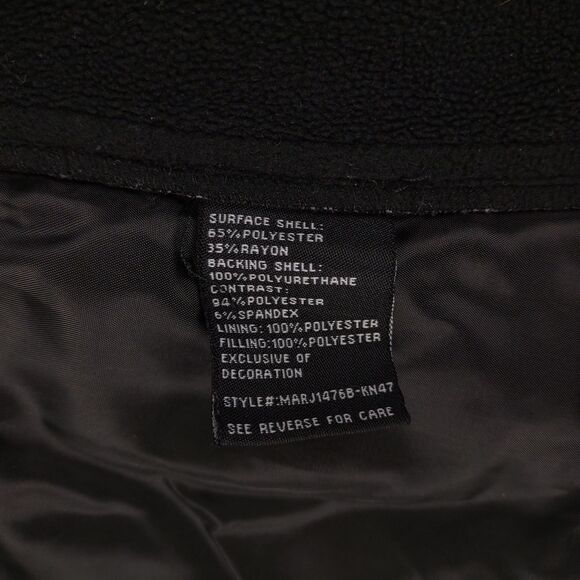 SURFACE SHELL:
65%POLYESTER
35%RAYON
BACKING SHELL:
100%POLYURETHANE
CONTRAST:
94%POLYESTER
6%SPANDEX
LINING: 100%POLYESTER
FILLING: 100%POLYESTER
EXCLUSIVE OF
DECORATION
STYLE#:MARJ1476B-KN47
SEE REVERSE FOR CARE